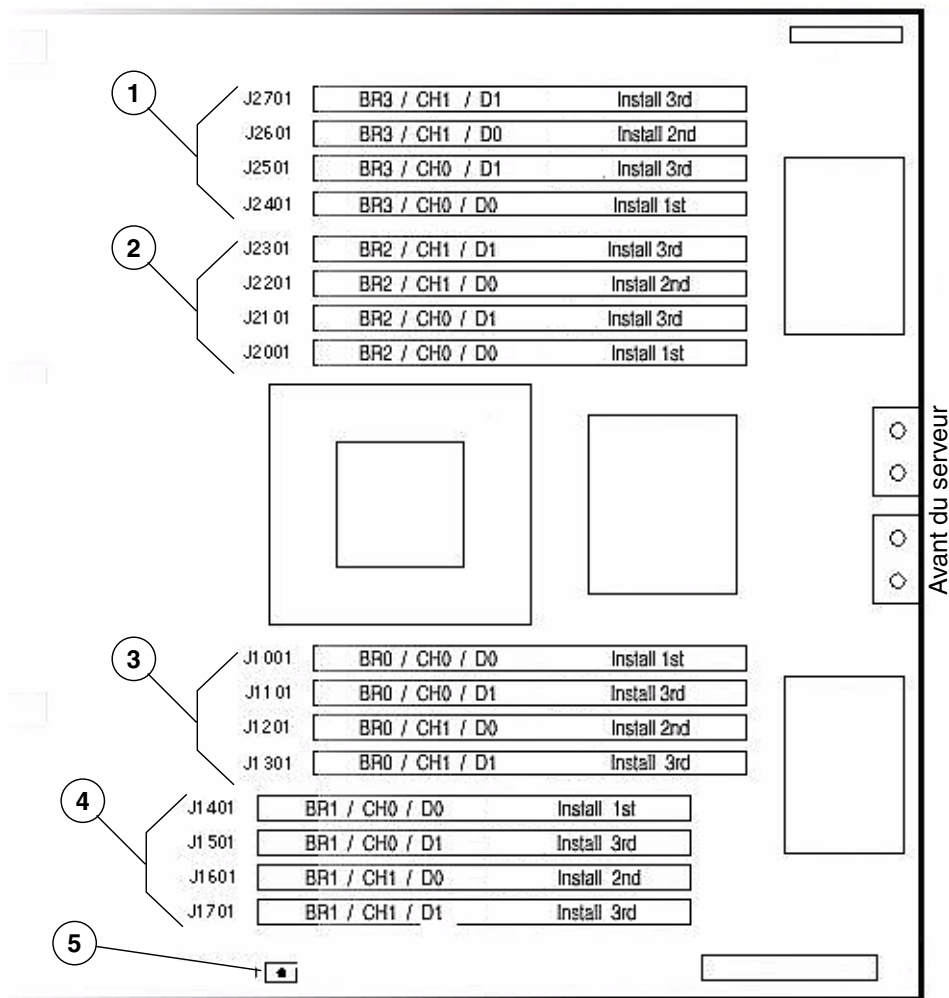 1
J2701 BR3 / CH1 / D1 Install 3rd
J2601 BR3 / CH1 / D0 Install 2nd
J2501 BR3 / CH0 / D1 Install 3rd
J2401 BR3 / CH0 / D0 Install 1st
2
J2301 BR2 / CH1 / D1 Install 3rd
J2201 BR2 / CH1 / D0 Install 2nd
J2101 BR2 / CH0 / D1 Install 3rd
J2001 BR2 / CH0 / D0 Install 1st
Avant du serveur
3
J1001 BR0 / CH0 / D0 Install 1st
J1101 BR0 / CH0 / D1 Install 3rd
J1201 BR0 / CH1 / D0 Install 2nd
J1301 BR0 / CH1 / D1 Install 3rd
4
J1401 BR1 / CH0 / D0 Install 1st
J1501 BR1 / CH0 / D1 Install 3rd
J1601 BR1 / CH1 / D0 Install 2nd
J1701 BR1 / CH1 / D1 Install 3rd
5